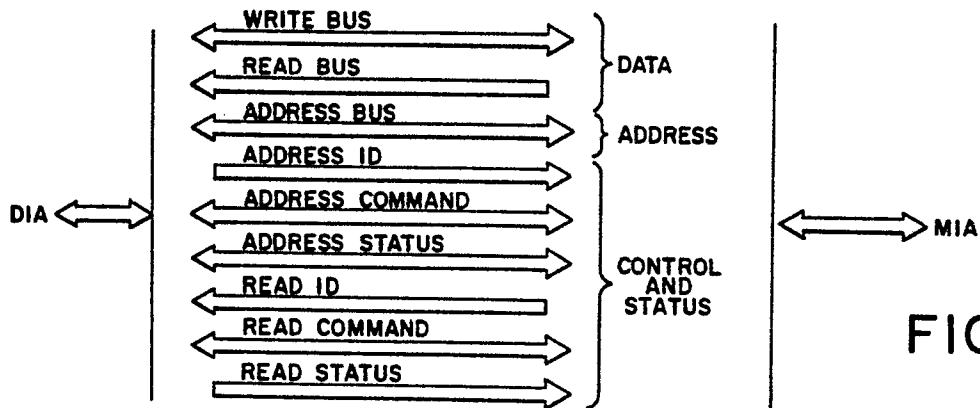 WRITE BUS
READ BUS
DATA
ADDRESS BUS
ADDRESS
ADDRESS ID
ADDRESS COMMAND
DIA
MIA
ADDRESS STATUS
CONTROL
AND
STATUS
READ ID
READ COMMAND
READ STATUS